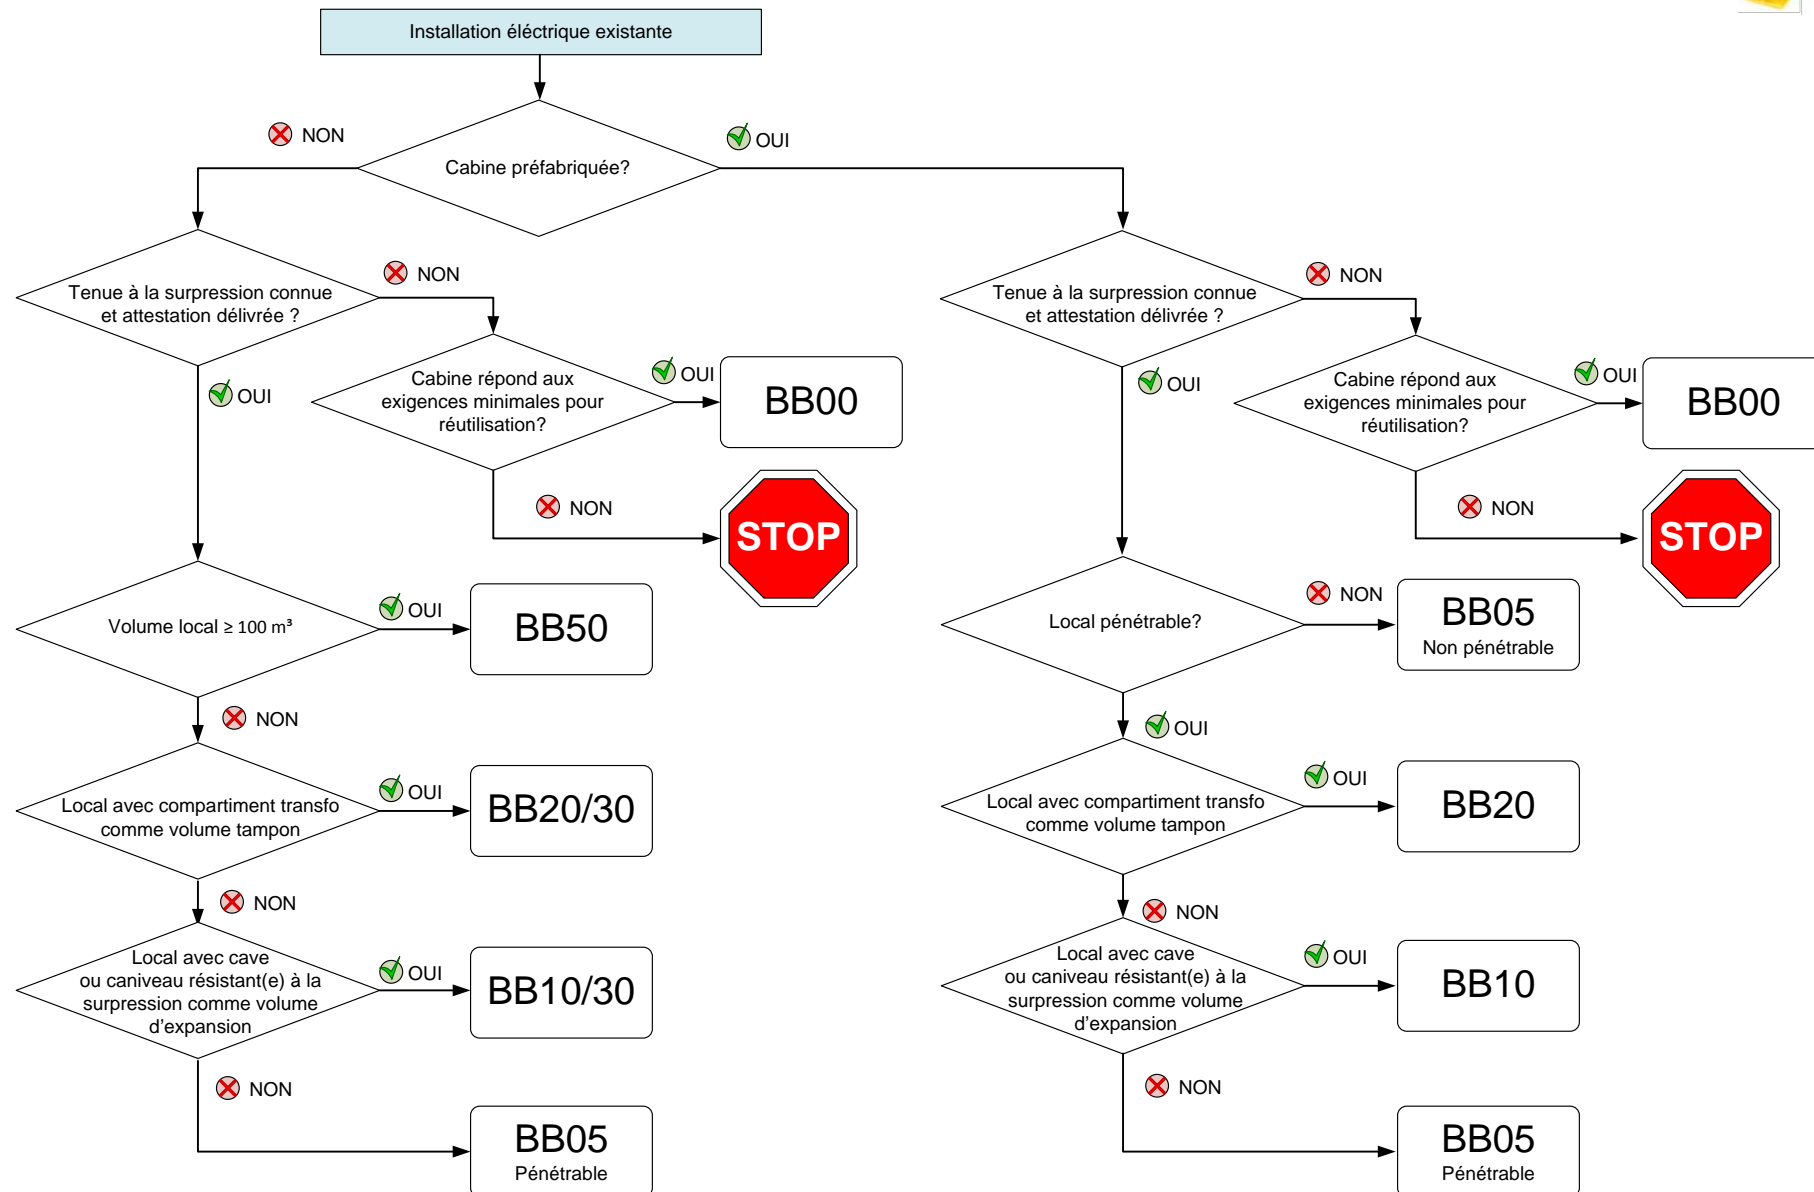 Installation éléctrique existante
NON
OUI
Cabine préfabriquée?
Tenue à la surpression connue
et attestation délivrée ?
NON
OUI
Cabine répond aux
exigences minimales pour
réutilisation?
OUI
BB00
NON
STOP
Volume local ≥ 100 m³
OUI
BB50
NON
Local avec compartiment transfo
comme volume tampon
OUI
BB20/30
NON
Local avec cave
ou caniveau résistant(e) à la
surpression comme volume
d'expansion
OUI
BB10/30
NON
BB05
Pénétrable
Tenue à la surpression connue
et attestation délivrée ?
NON
OUI
Cabine répond aux
exigences minimales pour
réutilisation?
OUI
BB00
NON
STOP
Local pénétrable?
NON
BB05
Non pénétrable
OUI
Local avec compartiment transfo
comme volume tampon
OUI
BB20
NON
Local avec cave
ou caniveau résistant(e) à la
surpression comme volume
d'expansion
OUI
BB10
NON
BB05
Pénétrable